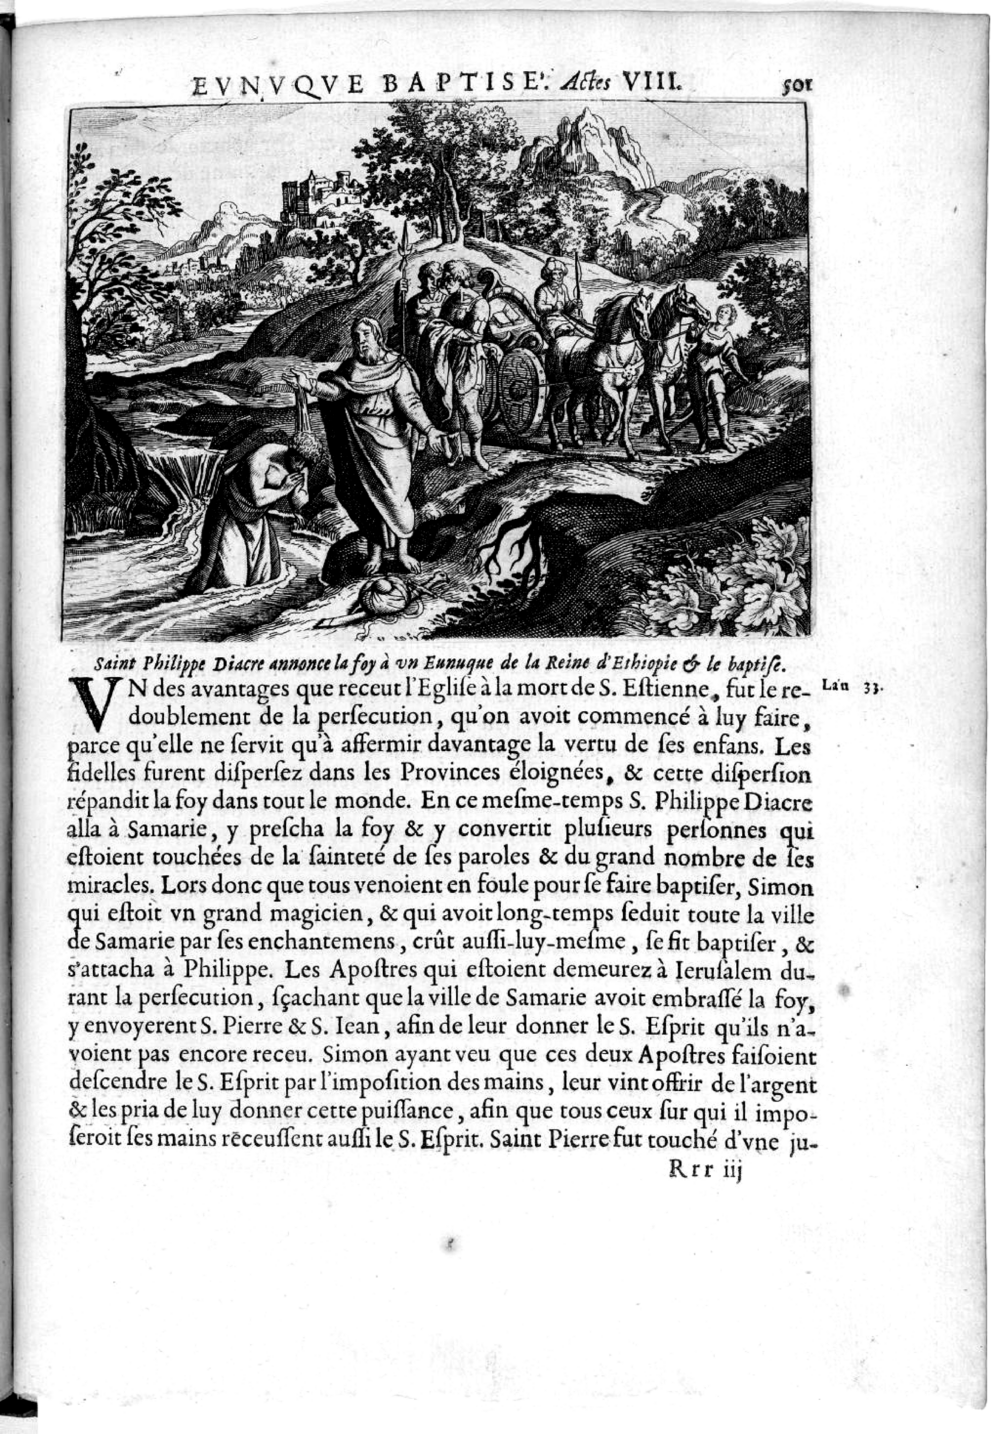 EVNVQVE BAPTISE'. Actes VIII. 501
Saint Philippe Diacre annonce la foy à vn Eunuque de la Reine d'Ethiopie & le baptiſe.
VN des avantages que receut l'Egliſe à la mort de S. Eſtienne, fut le re- L'an 33.
doublement de la perſecution, qu'on avoit commencé à luy faire,
parce qu'elle ne ſervit qu'à affermir davantage la vertu de ſes enfans. Les
fidelles furent diſperſez dans les Provinces éloignées, & cette diſperſion
répandit la foy dans tout le monde. En ce meſme-temps S. Philippe Diacre
alla à Samarie, y preſcha la foy & y convertit pluſieurs perſonnes qui
eſtoient touchées de la ſainteté de ſes paroles & du grand nombre de ſes
miracles. Lors donc que tous venoient en foule pour ſe faire baptiſer, Simon
qui eſtoit vn grand magicien, & qui avoit long-temps ſeduit toute la ville
de Samarie par ſes enchantemens, crût auſſi-luy-meſme, ſe fit baptiſer, &
s'attacha à Philippe. Les Apoſtres qui eſtoient demeurez à Ieruſalem du-
rant la perſecution, ſçachant que la ville de Samarie avoit embraſſé la foy,
y envoyerent S. Pierre & S. Iean, afin de leur donner le S. Eſprit qu'ils n'a-
voient pas encore receu. Simon ayant veu que ces deux Apoſtres faiſoient
deſcendre le S. Eſprit par l'impoſition des mains, leur vint offrir de l'argent
& les pria de luy donner cette puiſſance, afin que tous ceux ſur qui il impo-
ſeroit ſes mains receuſſent auſſi le S. Eſprit. Saint Pierre fut touché d'vne ju-
Rrr iij